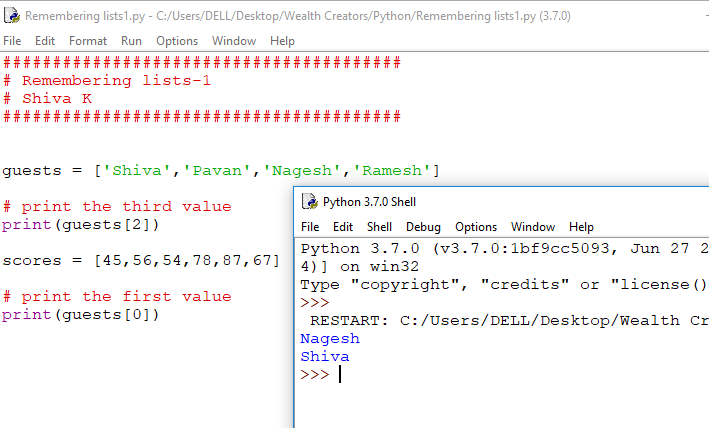 Remembering lists1.py - C:/Users/DELL/Desktop/Wealth Creators/Python/Remembering lists1.py (3.7.0)
File Edit Format Run Options Window Help
########################################
# Remembering lists-1
# Shiva K
########################################
guests = ['Shiva','Pavan','Nagesh','Ramesh']
# print the third value
print(guests[2])
scores = [45,56,54,78,87,67]
# print the first value
print(guests[0])
Python 3.7.0 Shell
File Edit Shell Debug Options Window Help
Python 3.7.0 (v3.7.0:1bf9cc5093, Jun 27 2
4)] on win32
Type "copyright", "credits" or "license()
>>>
RESTART: C:/Users/DELL/Desktop/Wealth Cr
Nagesh
Shiva
>>>